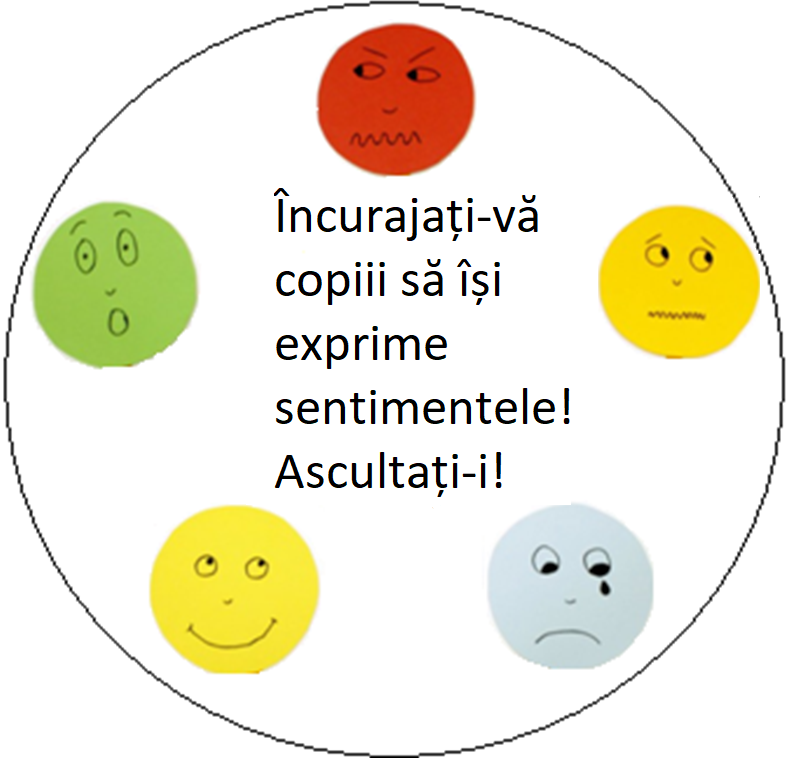 Încurajați-vă
copiii să își
exprime
sentimentele!
Ascultați-i!